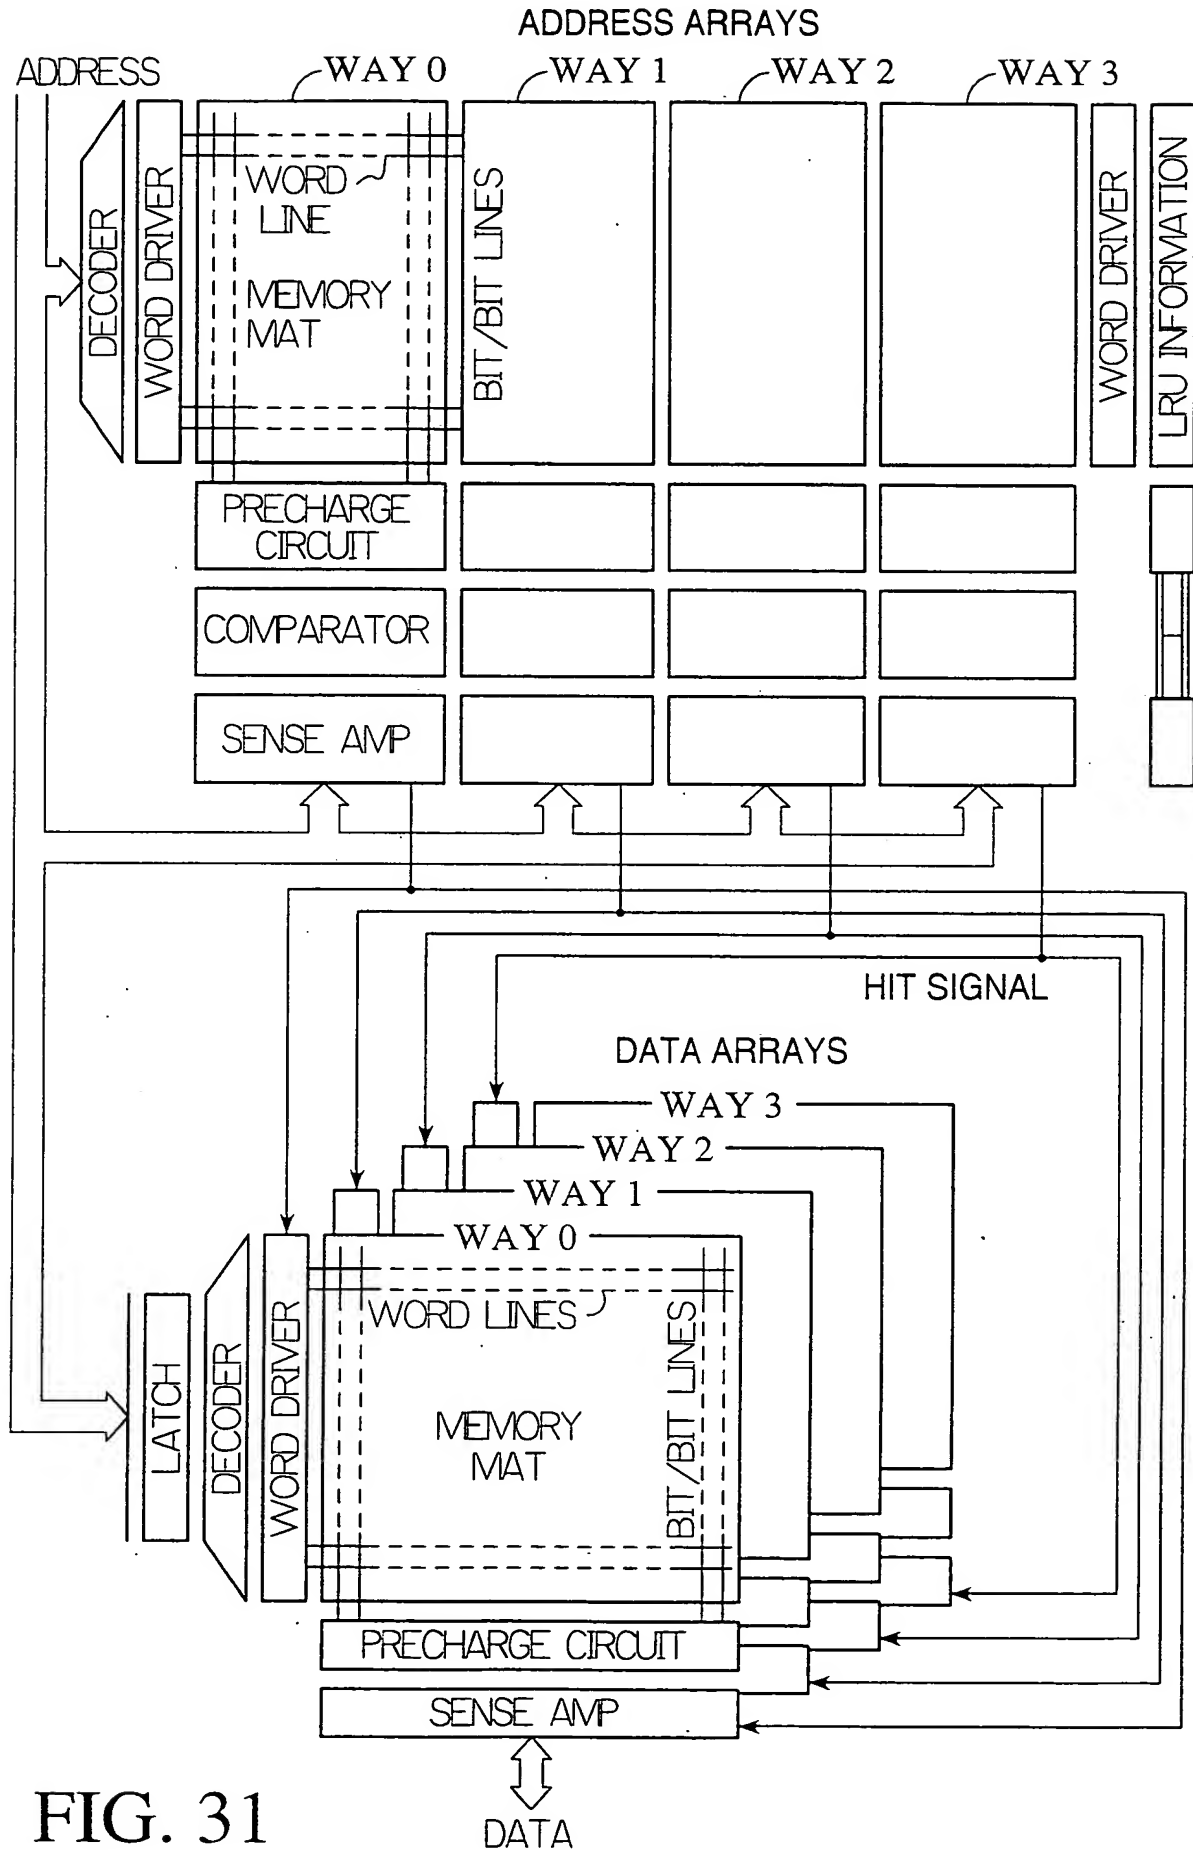 ADDRESS ARRAYS
ADDRESS
WAY 0
WAY 1
WAY 2
WAY 3
DECODER
WORD DRIVER
WORD
LINE
MEMORY
MAT
BIT/BIT LINES
WORD DRIVER
LRU INFORMATION
PRECHARGE
CIRCUIT
COMPARATOR
SENSE AMP
HIT SIGNAL
DATA ARRAYS
WAY 3
WAY 2
WAY 1
WAY 0
LATCH
DECODER
WORD DRIVER
WORD LINES
MEMORY
MAT
BIT/BIT LINES
PRECHARGE CIRCUIT
SENSE AMP
DATA
FIG. 31